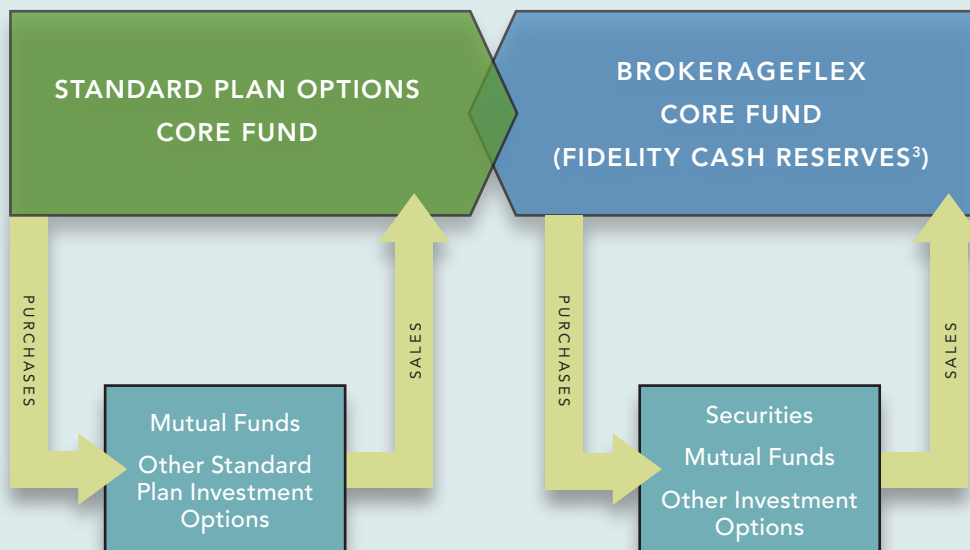 STANDARD PLAN OPTIONS
CORE FUND
BROKERAGEFLEX
CORE FUND
(FIDELITY CASH RESERVES³)
PURCHASES
SALES
Mutual Funds
Other Standard
Plan Investment
Options
PURCHASES
SALES
Securities
Mutual Funds
Other Investment
Options